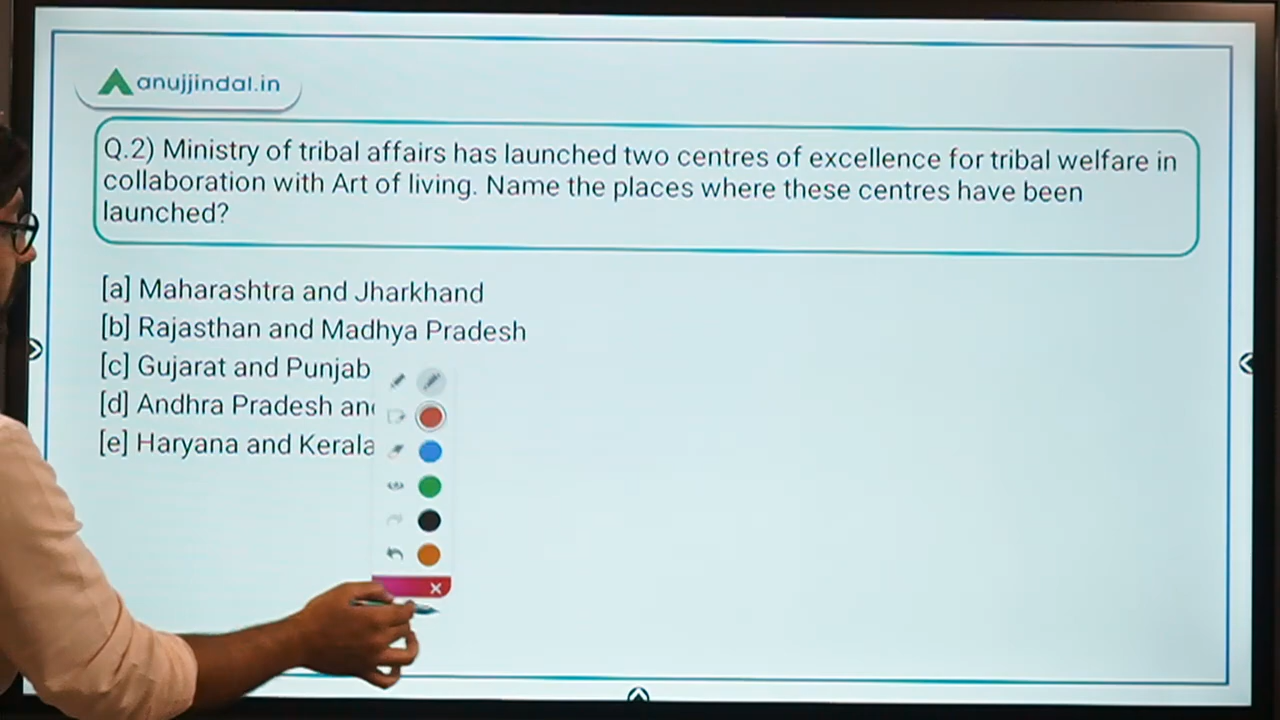 anujjindal.in
Q.2) Ministry of tribal affairs has launched two centres of excellence for tribal welfare in
collaboration with Art of living. Name the places where these centres have been
launched?
[a] Maharashtra and Jharkhand
[b] Rajasthan and Madhya Pradesh
[c] Gujarat and Punjab
[d] Andhra Pradesh
[e] Haryana and Kerala